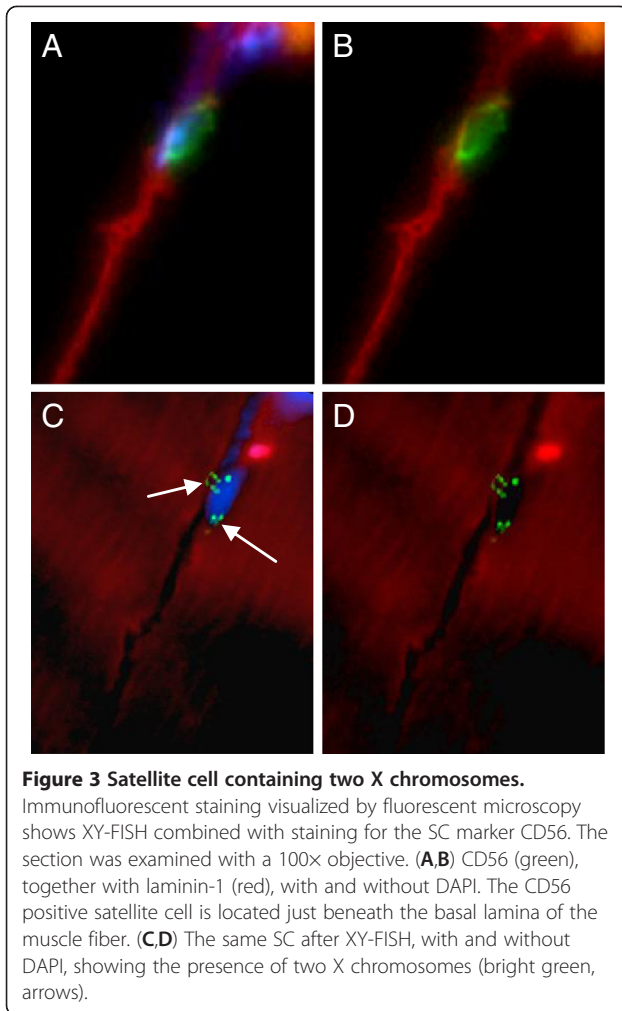 A
B
C
D
Figure 3 Satellite cell containing two X chromosomes.
Immunofluorescent staining visualized by fluorescent microscopy
shows XY-FISH combined with staining for the SC marker CD56. The
section was examined with a 100× objective. (A,B) CD56 (green),
together with laminin-1 (red), with and without DAPI. The CD56
positive satellite cell is located just beneath the basal lamina of the
muscle fiber. (C,D) The same SC after XY-FISH, with and without
DAPI, showing the presence of two X chromosomes (bright green,
arrows).